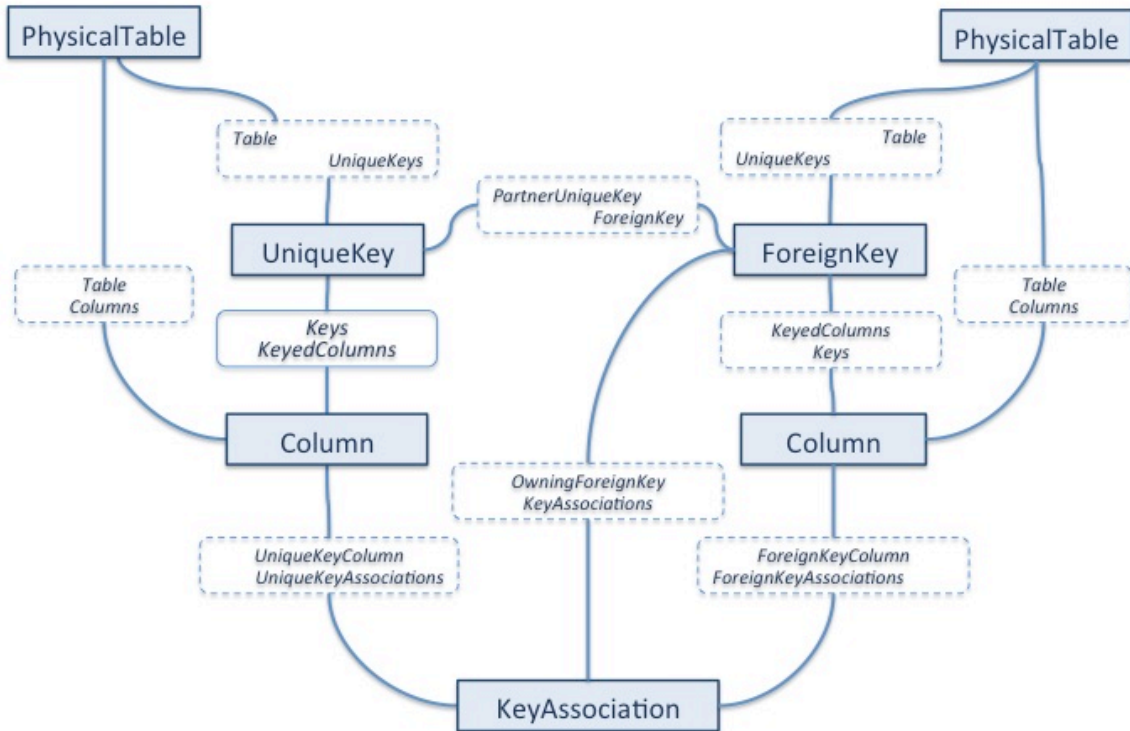 PhysicalTable
PhysicalTable
Table
UniqueKeys
Table
UniqueKeys
PartnerUniqueKey
ForeignKey
UniqueKey
ForeignKey
Table
Columns
Keys
KeyedColumns
KeyedColumns
Keys
Table
Columns
Column
Column
OwningForeignKey
KeyAssociations
UniqueKeyColumn
UniqueKeyAssociations
ForeignKeyColumn
ForeignKeyAssociations
KeyAssociation